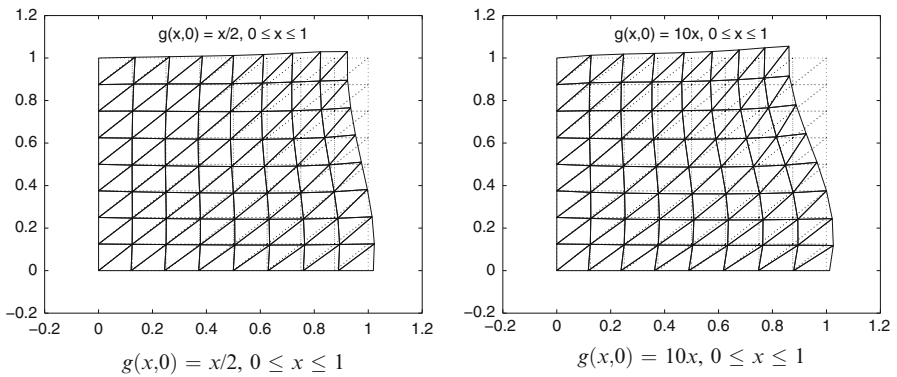 1.2
g(x,0) = x/2, 0 ≤ x ≤ 1
1
0.8
0.6
0.4
0.2
0
−0.2
−0.2 0 0.2 0.4 0.6 0.8 1 1.2
g(x,0) = x/2, 0 ≤ x ≤ 1
1.2
g(x,0) = 10x, 0 ≤ x ≤ 1
1
0.8
0.6
0.4
0.2
0
−0.2
−0.2 0 0.2 0.4 0.6 0.8 1 1.2
g(x,0) = 10x, 0 ≤ x ≤ 1